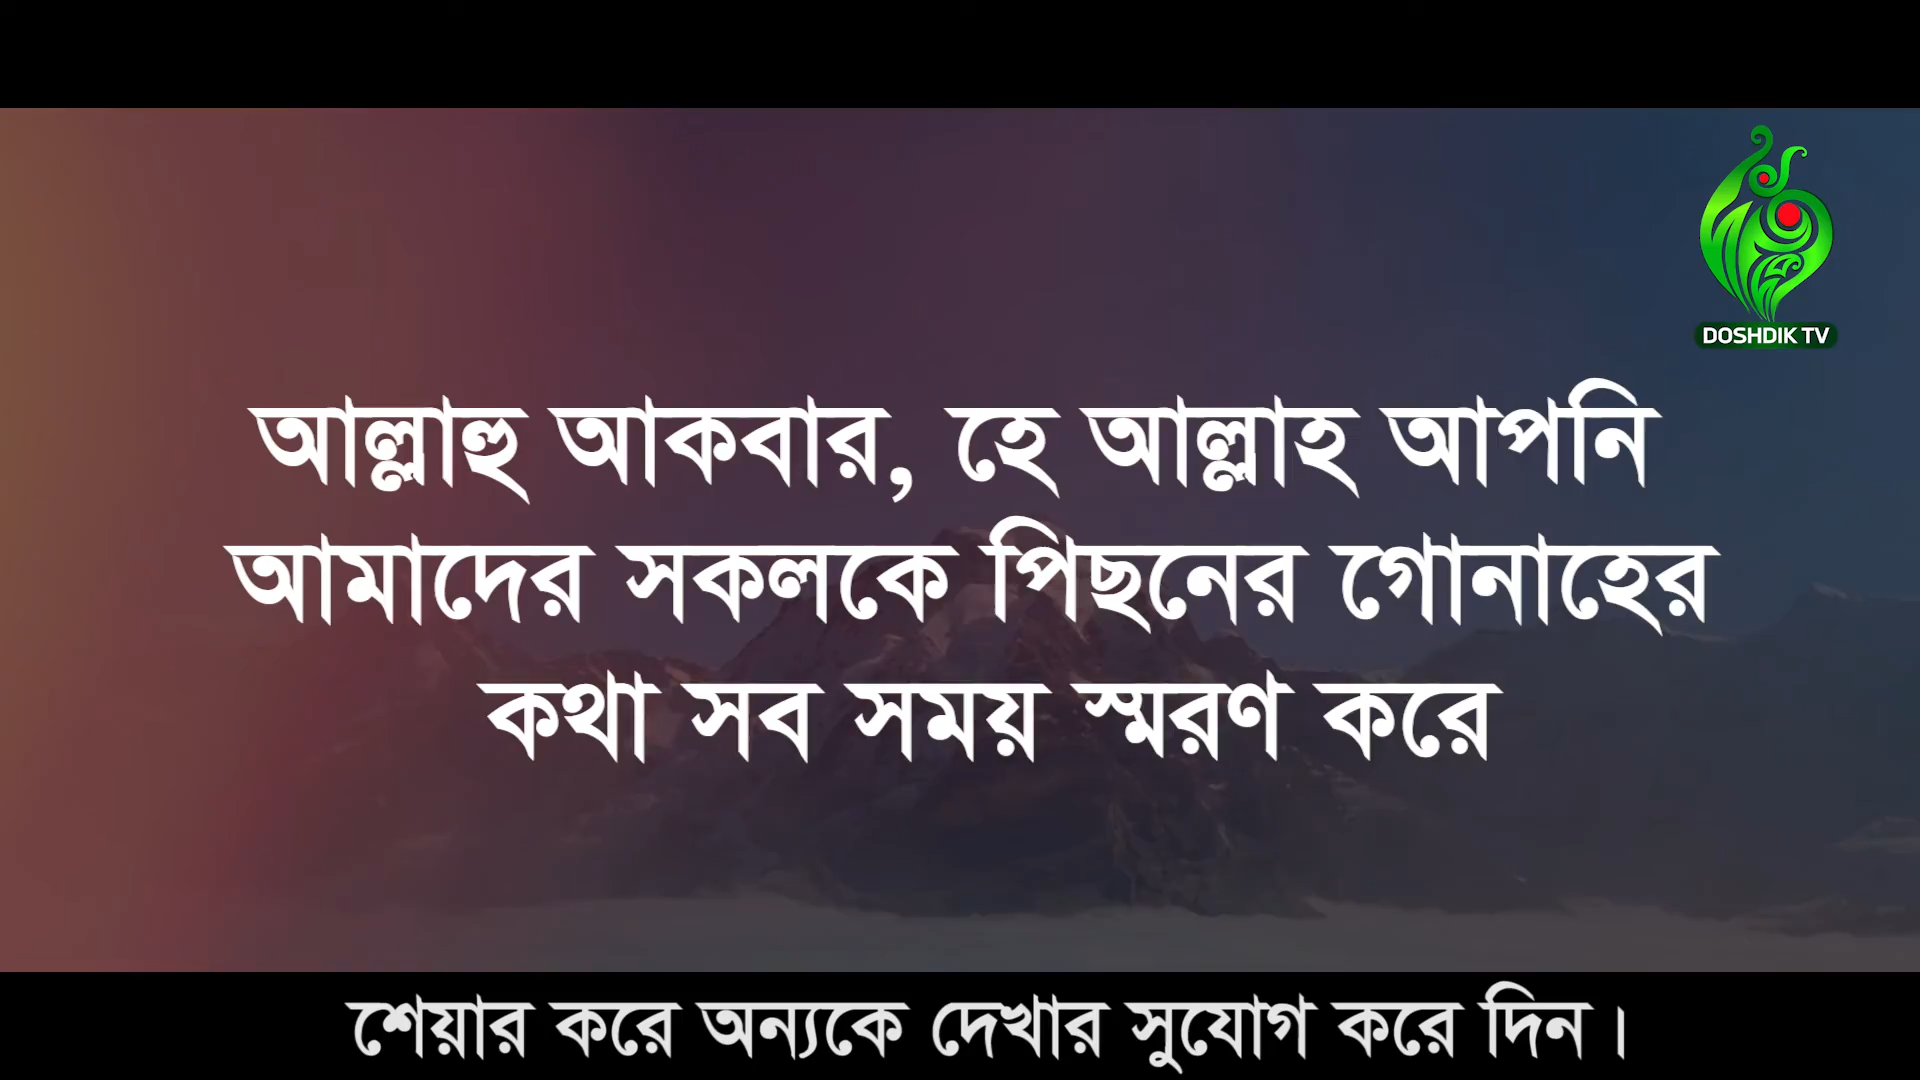 DOSHDIK TV
আল্লাহু আকবার, হে আল্লাহ আপনি
আমাদের সকলকে পিছনের গোনাহের
কথা সব সময় স্মরণ করে
শেয়ার করে অন্যকে দেখার সুযোগ করে দিন।